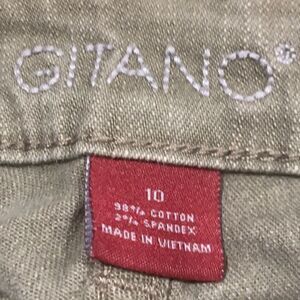 GITANO®
10
98% COTTON
2% SPANDEX
MADE IN VIETNAM